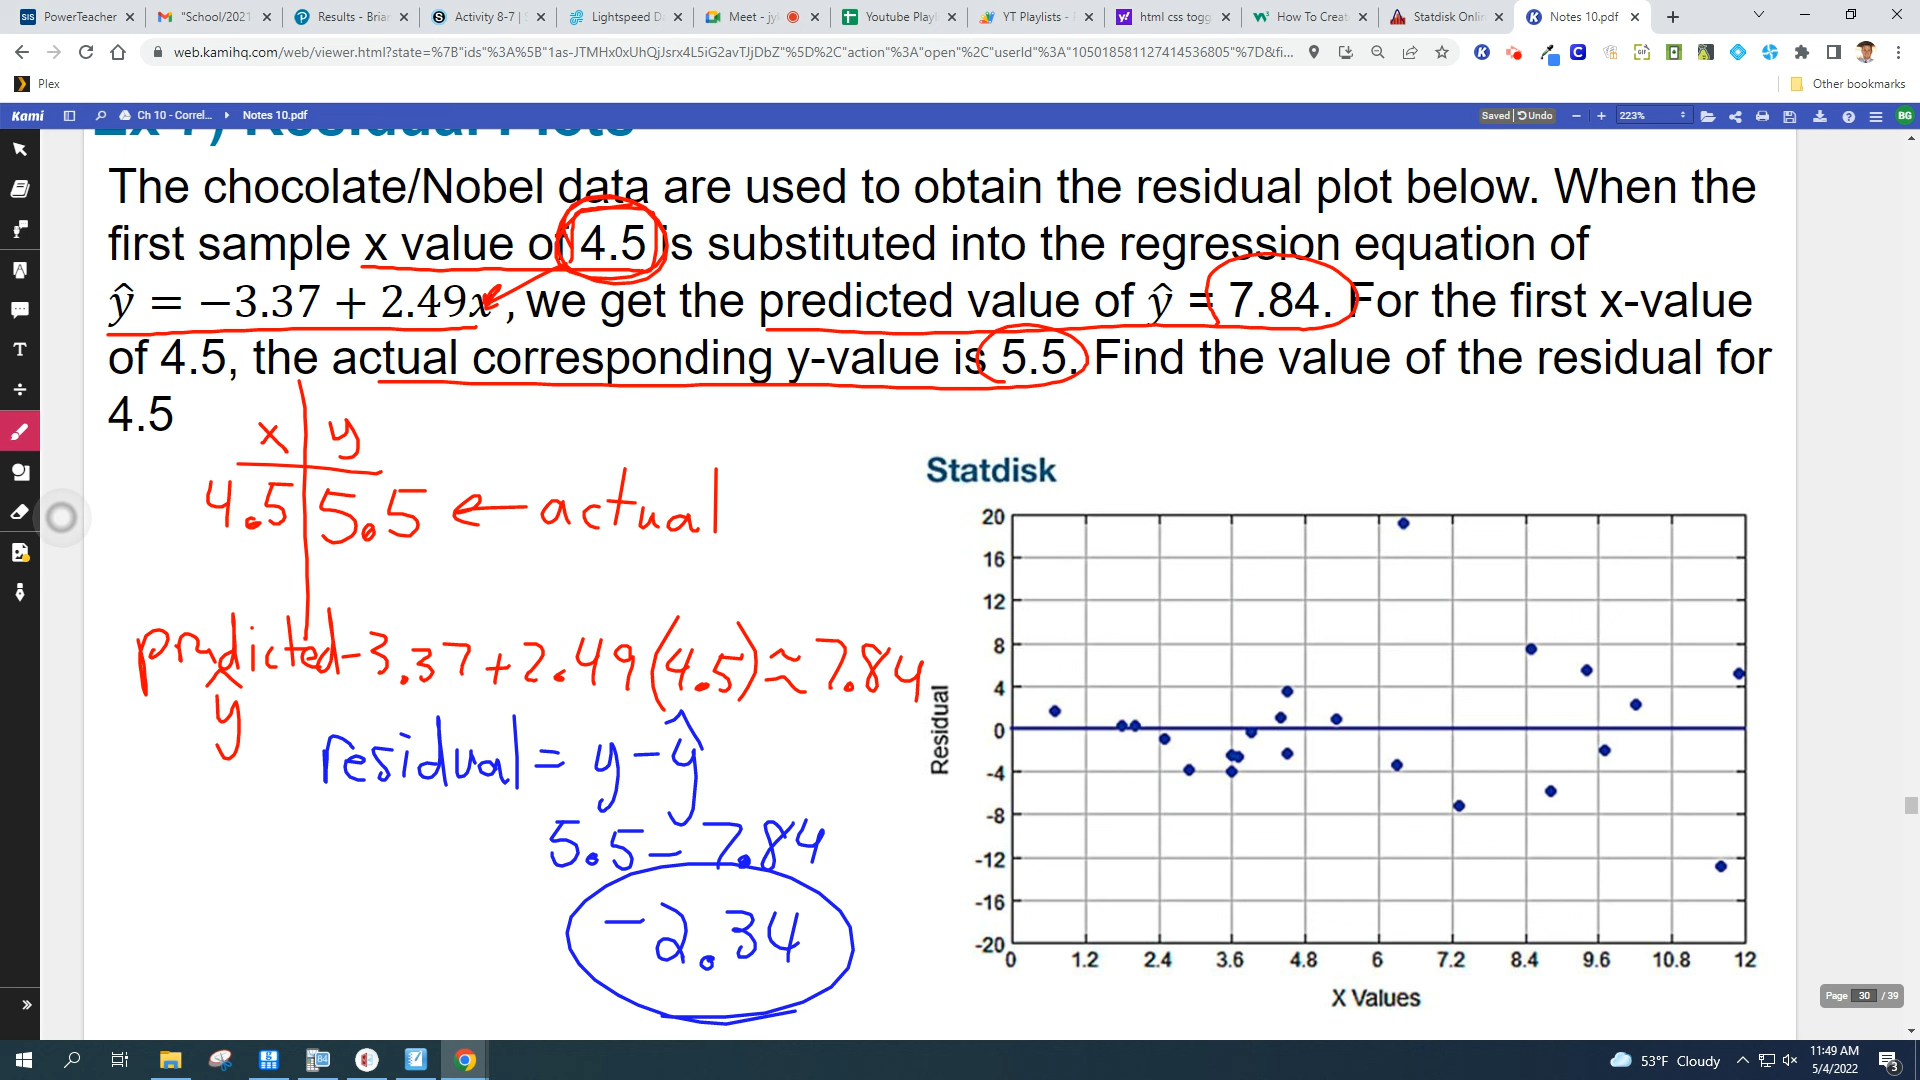 PowerTeacher
"School/2021
Results - Brian
Activity 8-7 |
Lightspeed D
Meet - jyl
Youtube Playl
YT Playlists -
html css togg
How To Creat
Statdisk Onlin
Notes 10.pdf
web.kamihq.com/web/viewer.html?state=%7B"ids"%3A%5B"1as-JTMHx0xUhQjJsrx4L5iG2avTJjDbZ"%5D%2C"action"%3A"open"%2C"userId"%3A"105018581127414536805"%7D&fi...
Plex
Other bookmarks
Kami
Ch 10 - Correl...
Notes 10.pdf
Saved
Undo
223%
BG
Ex 7) Residual Plots
The chocolate/Nobel data are used to obtain the residual plot below. When the
first sample x value of 4.5 is substituted into the regression equation of
ŷ = −3.37 + 2.49x , we get the predicted value of ŷ = 7.84. For the first x-value
of 4.5, the actual corresponding y-value is 5.5. Find the value of the residual for
4.5
x y
4.5 5.5 ← actual
predicted -3.37+2.49(4.5)≈7.84
ŷ
residual = y - ŷ
5.5 - 7.84
-2.34
Statdisk
20
16
12
8
4
0
-4
-8
-12
-16
-20
Residual
0 1.2 2.4 3.6 4.8 6 7.2 8.4 9.6 10.8 12
X Values
Page 30 / 39
53°F Cloudy
11:49 AM
5/4/2022
3